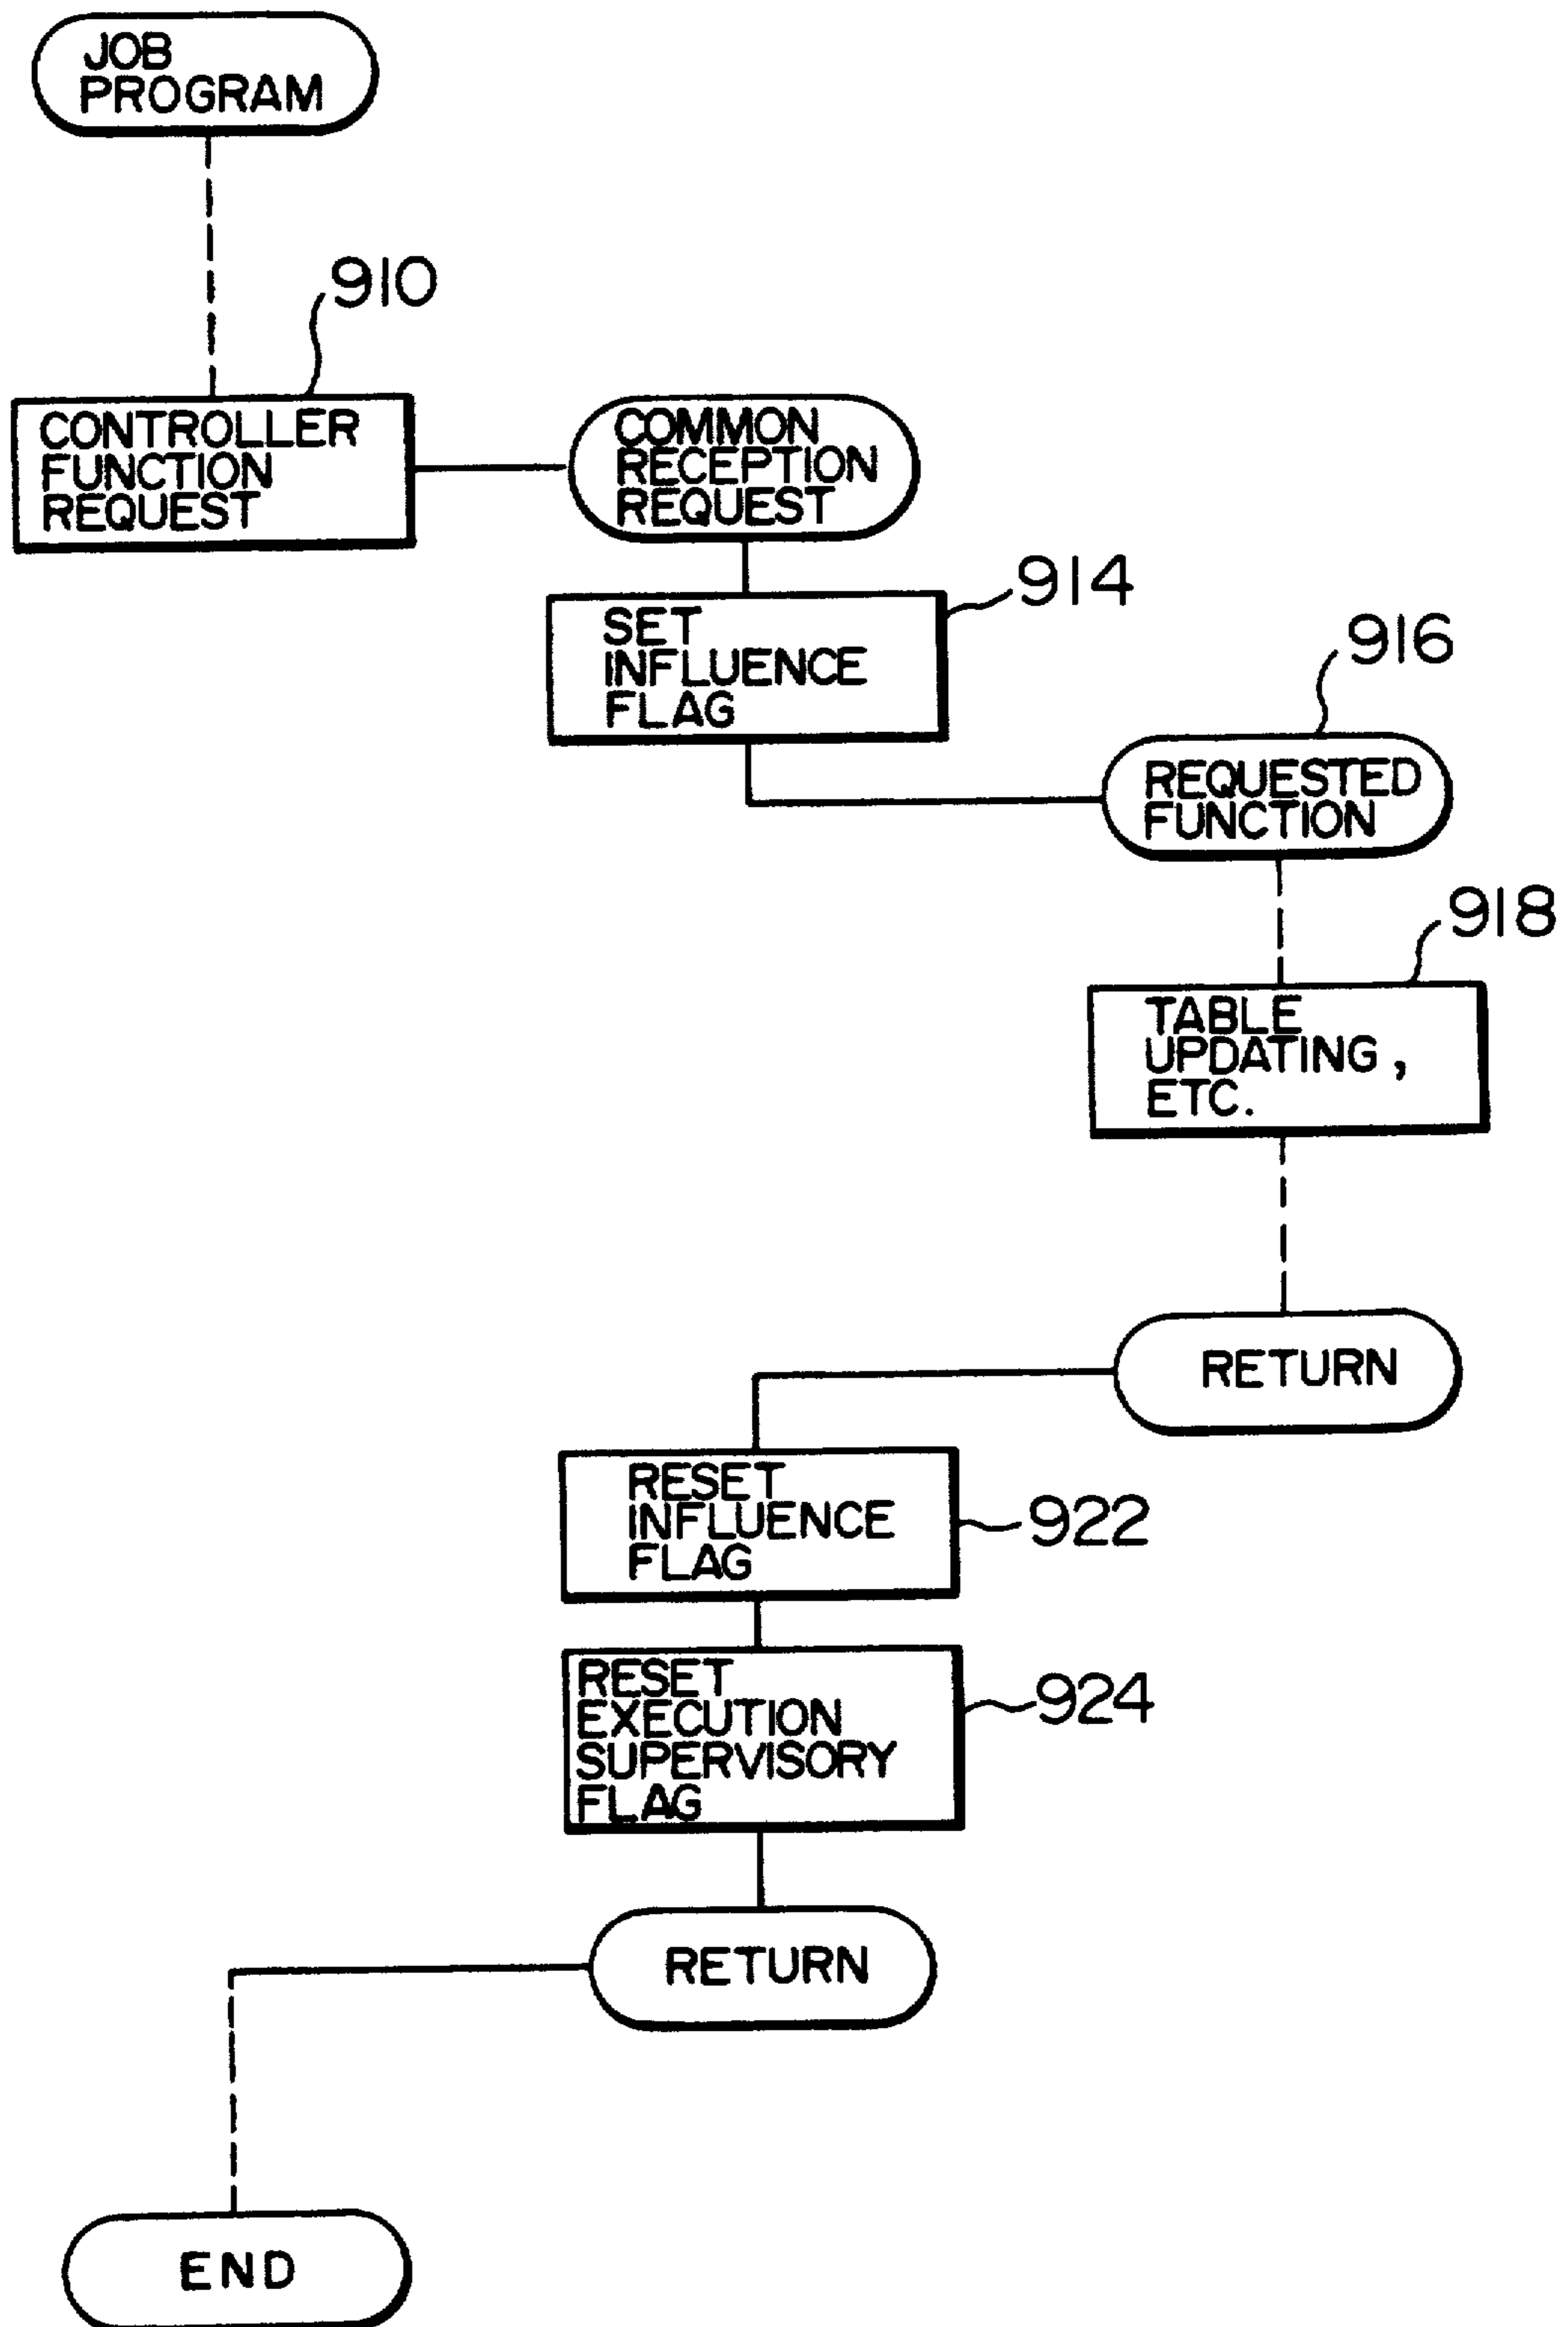 JOB
PROGRAM
910
CONTROLLER
FUNCTION
REQUEST
COMMON
RECEPTION
REQUEST
914
SET
INFLUENCE
FLAG
916
REQUESTED
FUNCTION
918
TABLE
UPDATING,
ETC.
RETURN
RESET
INFLUENCE
FLAG
922
RESET
EXECUTION
SUPERVISORY
FLAG
924
RETURN
END